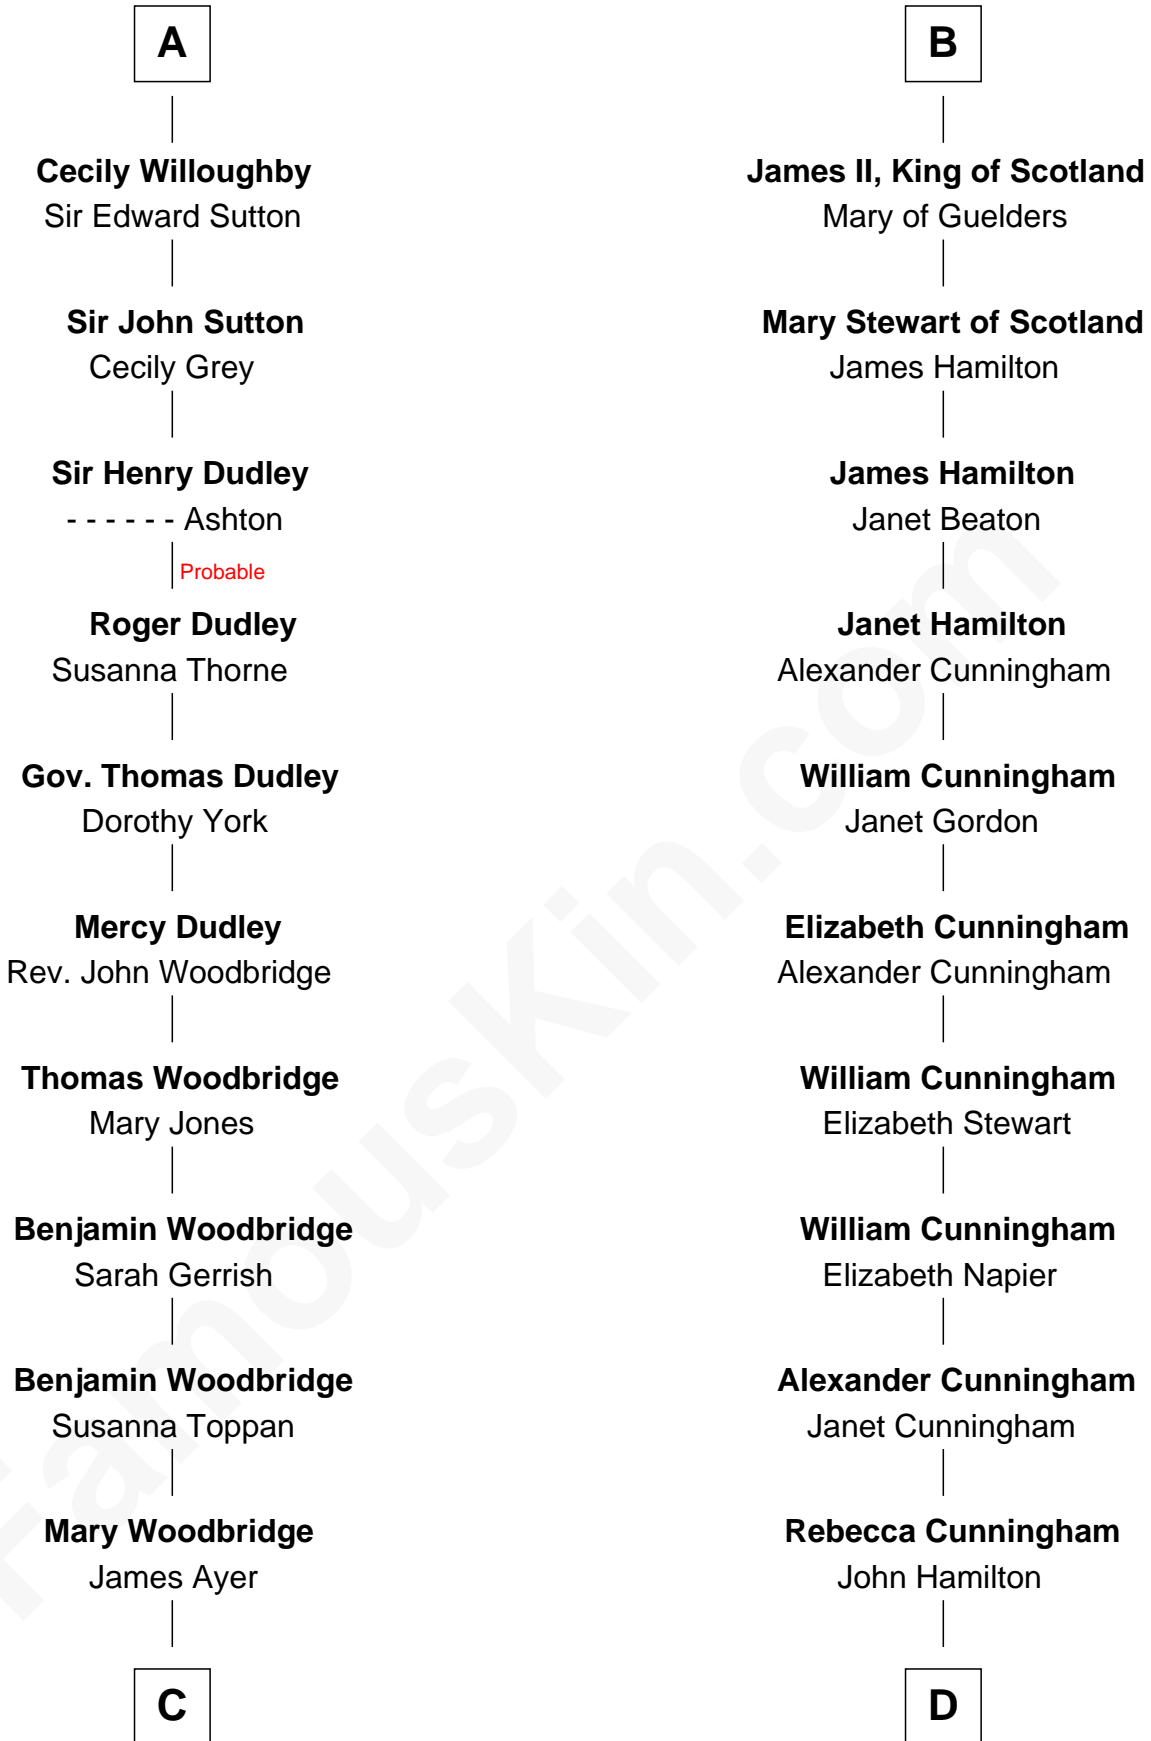 A
Cecily Willoughby
Sir Edward Sutton
Sir John Sutton
Cecily Grey
Sir Henry Dudley
- - - - - - Ashton
Probable
Roger Dudley
Susanna Thorne
Gov. Thomas Dudley
Dorothy York
Mercy Dudley
Rev. John Woodbridge
Thomas Woodbridge
Mary Jones
Benjamin Woodbridge
Sarah Gerrish
Benjamin Woodbridge
Susanna Toppan
Mary Woodbridge
James Ayer
C
B
James II, King of Scotland
Mary of Guelders
Mary Stewart of Scotland
James Hamilton
James Hamilton
Janet Beaton
Janet Hamilton
Alexander Cunningham
William Cunningham
Janet Gordon
Elizabeth Cunningham
Alexander Cunningham
William Cunningham
Elizabeth Stewart
William Cunningham
Elizabeth Napier
Alexander Cunningham
Janet Cunningham
Rebecca Cunningham
John Hamilton
D
FamousKin.com